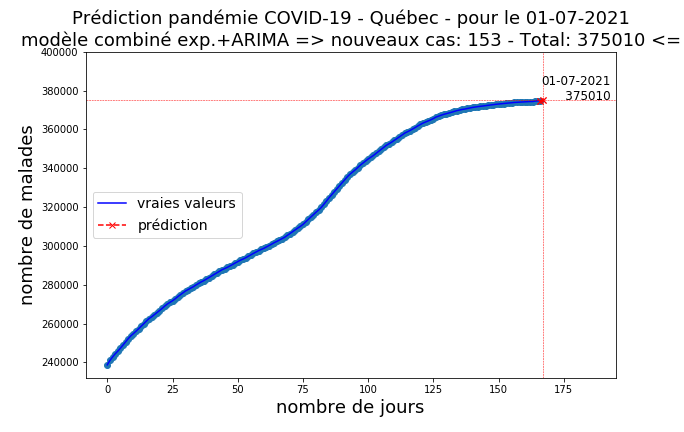 Prédiction pandémie COVID-19 - Québec - pour le 01-07-2021
modèle combiné exp.+ARIMA => nouveaux cas: 153 - Total: 375010 <=
400000
380000
360000
340000
320000
300000
280000
260000
240000
nombre de malades
01-07-2021
375010
vraies valeurs
prédiction
0 25 50 75 100 125 150 175
nombre de jours